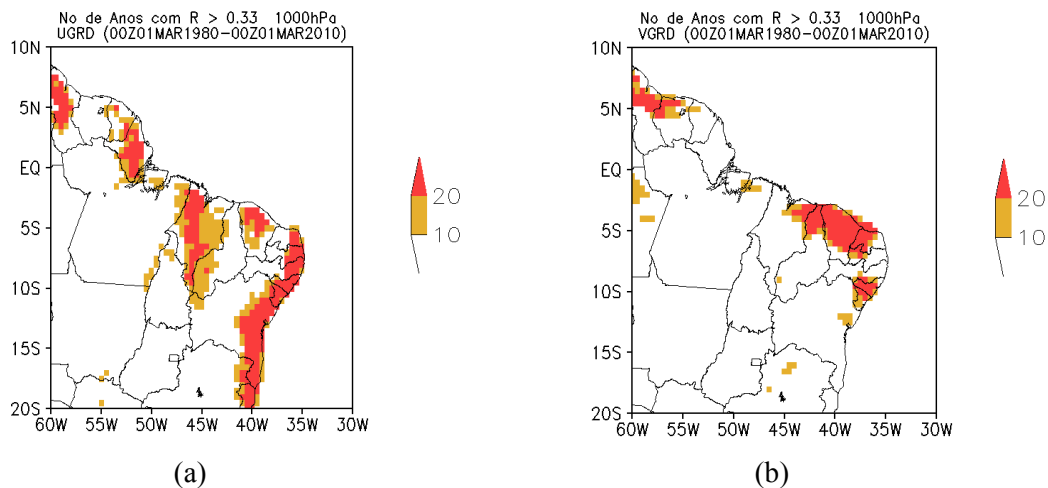 No de Anos com R > 0.33 1000hPa
UGRD (00Z01MAR1980-00Z01MAR2010)
10N
5N
EQ
5S
10S
15S
20S
60W 55W 50W 45W 40W 35W 30W
20
10
(a)
No de Anos com R > 0.33 1000hPa
VGRD (00Z01MAR1980-00Z01MAR2010)
10N
5N
EQ
5S
10S
15S
20S
60W 55W 50W 45W 40W 35W 30W
20
10
(b)